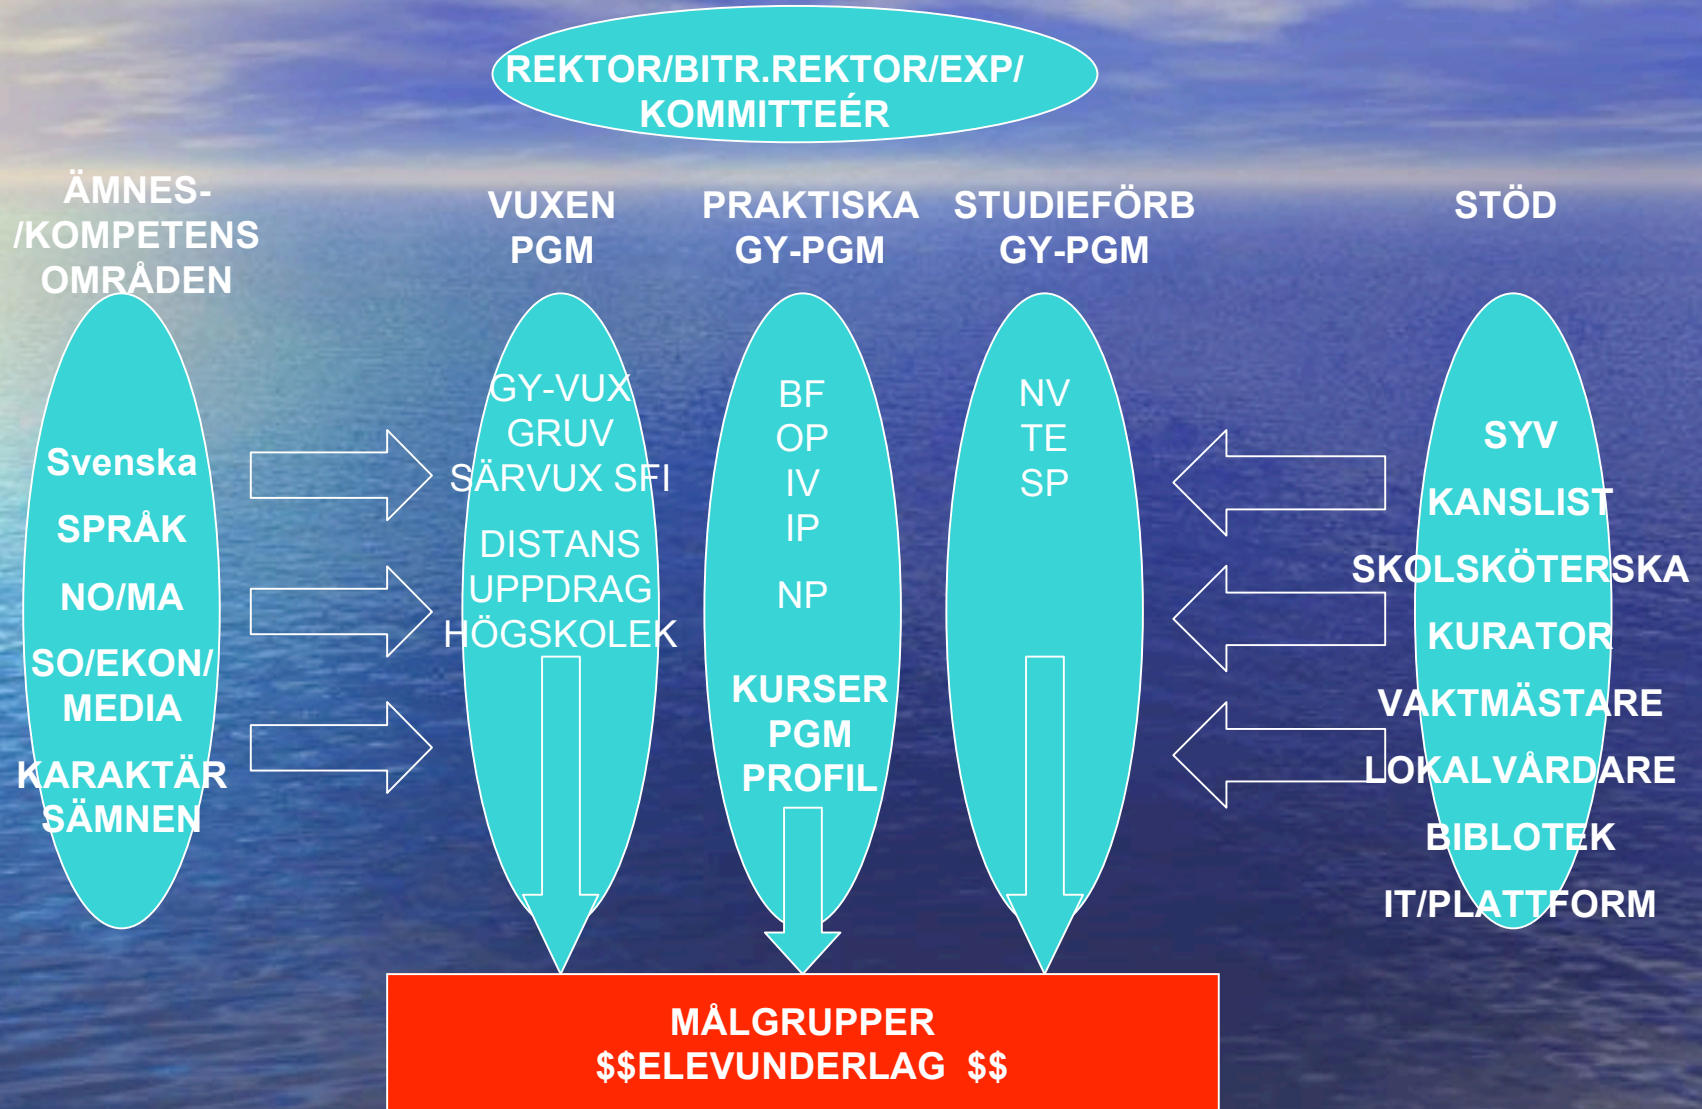 REKTOR/BITR.REKTOR/EXP/
KOMMITTEÉR
ÄMNES-
/KOMPETENS
OMRÅDEN
Svenska
SPRÅK
NO/MA
SO/EKON/
MEDIA
KARAKTÄR
SÄMNEN
VUXEN
PGM
GY-VUX
GRUV
SÄRVUX SFI
DISTANS
UPPDRAG
HÖGSKOLEK
PRAKTISKA
GY-PGM
BF
OP
IV
IP
NP
KURSER
PGM
PROFIL
STUDIEFÖRB
GY-PGM
NV
TE
SP
STÖD
SYV
KANSLIST
SKOLSKÖTERSKA
KURATOR
VAKTMÄSTARE
LOKALVÅRDARE
BIBLOTEK
IT/PLATTFORM
MÅLGRUPPER
$$ELEVUNDERLAG $$